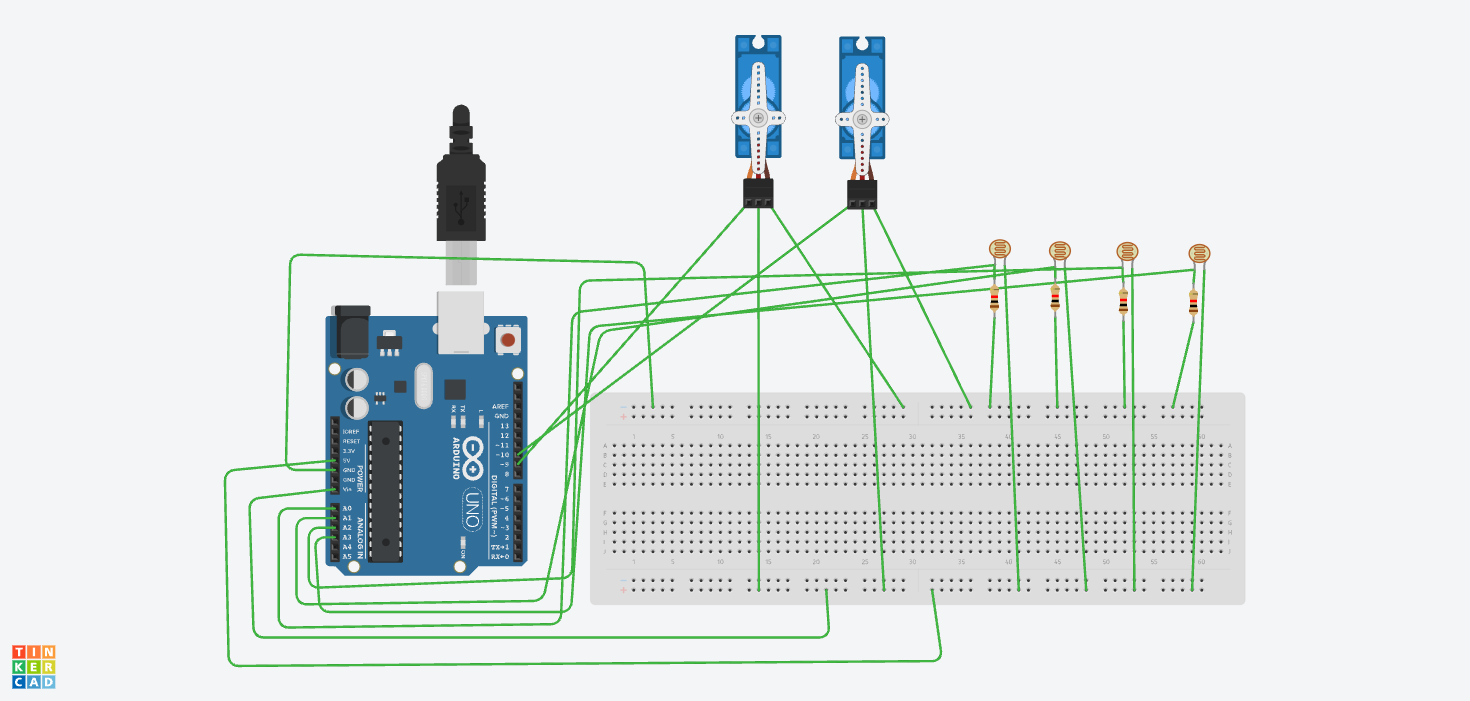 AREF
GND
13
12
~11
~10
~9
8
7
~6
~5
4
~3
2
TX→1
RX←0
DIGITAL (PWM~)
IOREF
RESET
3.3V
5V
GND
GND
Vin
POWER
A0
A1
A2
A3
A4
A5
ANALOG IN
RX
TX
L
ARDUINO
UNO
ON
1 5 10 15 20 25 30 35 40 45 50 55 60
A A
B B
C C
D D
E E
F F
G G
H H
I I
J J
1 5 10 15 20 25 30 35 40 45 50 55 60
TIN
KER
CAD